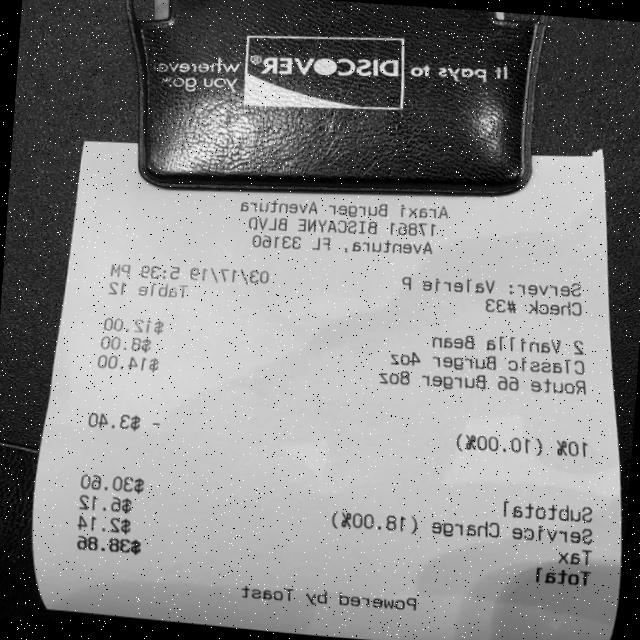 It pays to DISCOVER® wherever
you go.
Araxi Burger Aventura
17861 BISCAYNE BLVD
Aventura, FL 33160
Server: Valerie P 03/17/19 5:39 PM
Check #33 Table 12
2 Vanilla Bean $12.00
Classic Burger 4oz $8.00
Route 66 Burger 8oz $14.00
10% (10.00%) - $3.40
Subtotal $30.60
Service Charge (18.00%) $6.12
Tax $2.14
Total $38.86
Powered by Toast